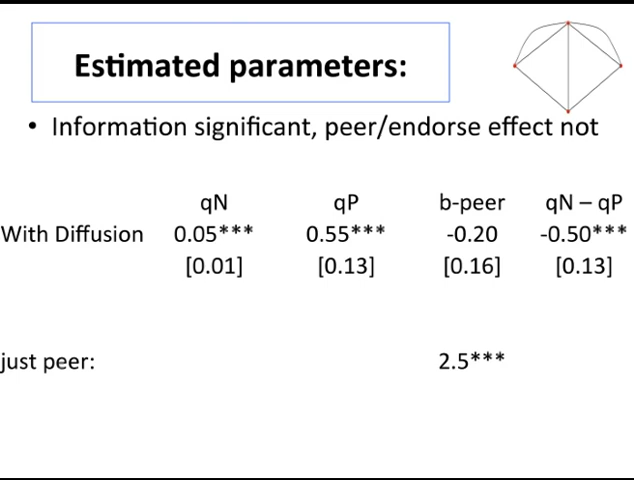 Estimated parameters:
• Information significant, peer/endorse effect not
qN qP b-peer qN – qP
With Diffusion 0.05*** 0.55*** -0.20 -0.50***
[0.01] [0.13] [0.16] [0.13]
just peer: 2.5***